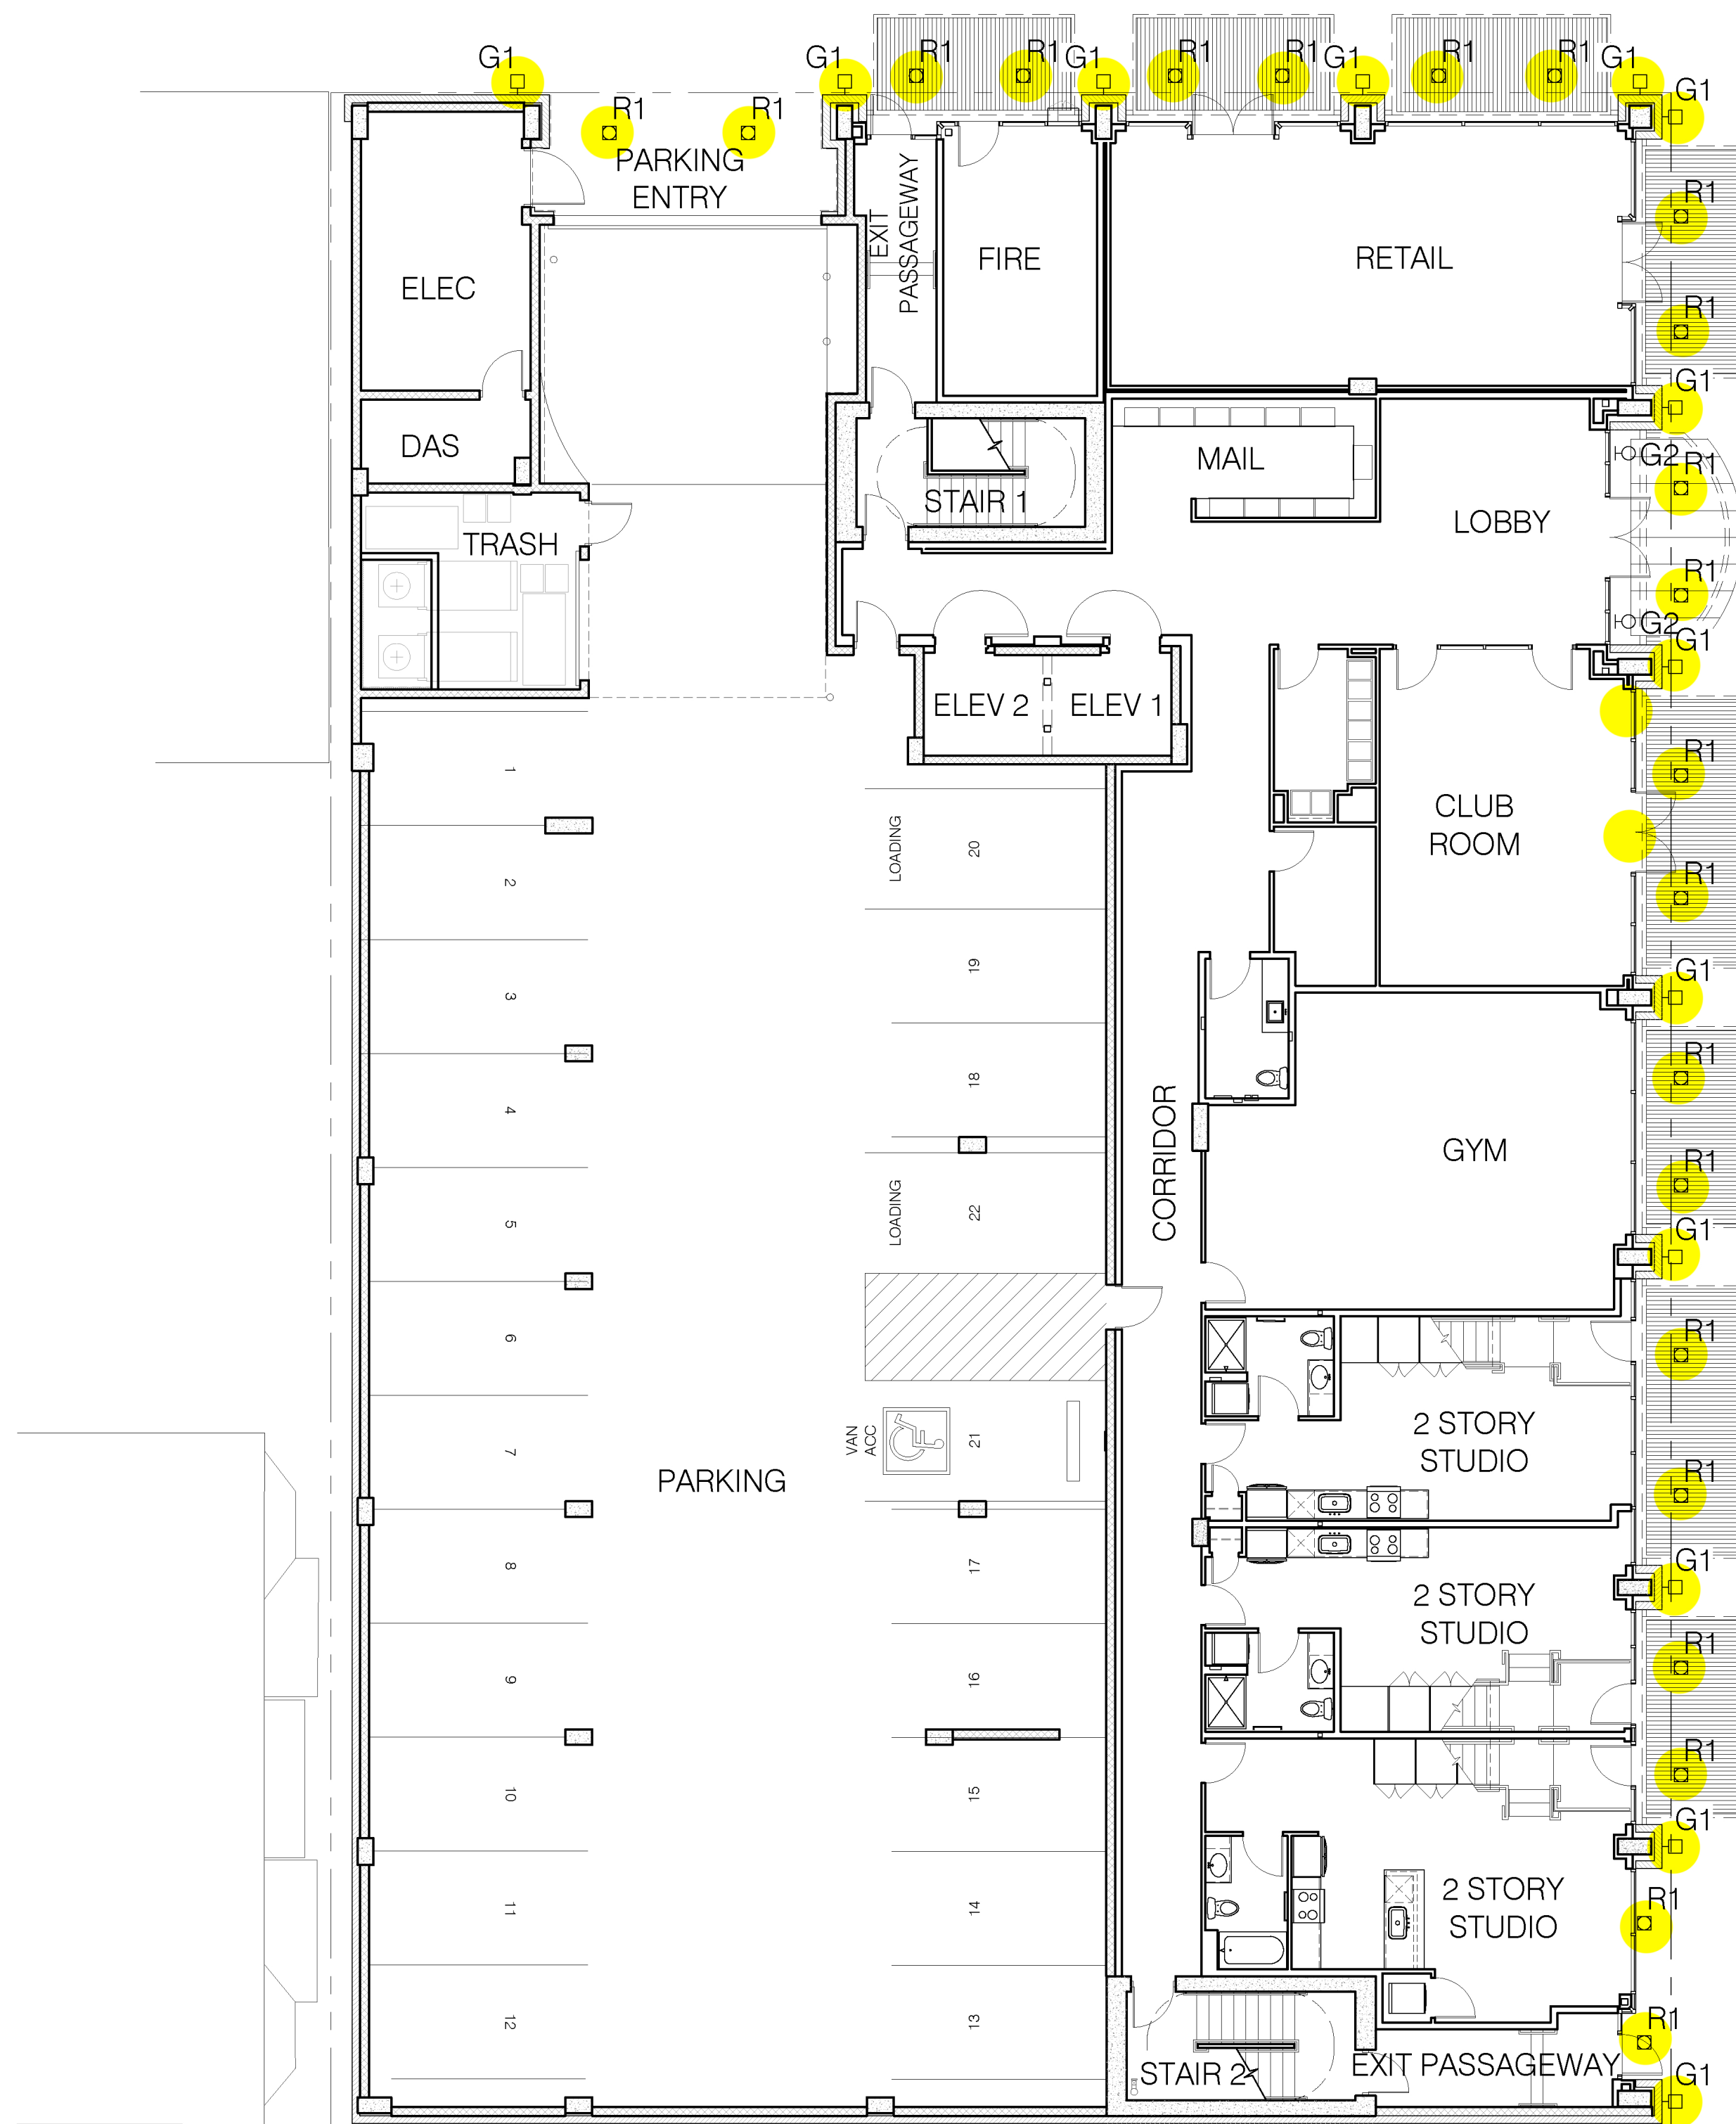 G1
G1
R1
R1
G1
R1
R1
G1
R1
R1
G1
G1
R1
R1
PARKING
ENTRY
EXIT
PASSAGEWAY
FIRE
RETAIL
R1
R1
ELEC
DAS
TRASH
STAIR 1
MAIL
LOBBY
G1
G2
R1
R1
G2
G1
ELEV 2
ELEV 1
CLUB
ROOM
R1
R1
G1
1
2
3
4
5
6
7
8
9
10
11
12
LOADING
20
19
18
LOADING
22
VAN
ACC
21
17
16
15
14
13
PARKING
CORRIDOR
GYM
R1
R1
G1
2 STORY
STUDIO
R1
R1
2 STORY
STUDIO
G1
R1
R1
G1
2 STORY
STUDIO
R1
R1
STAIR 2
EXIT PASSAGEWAY
G1